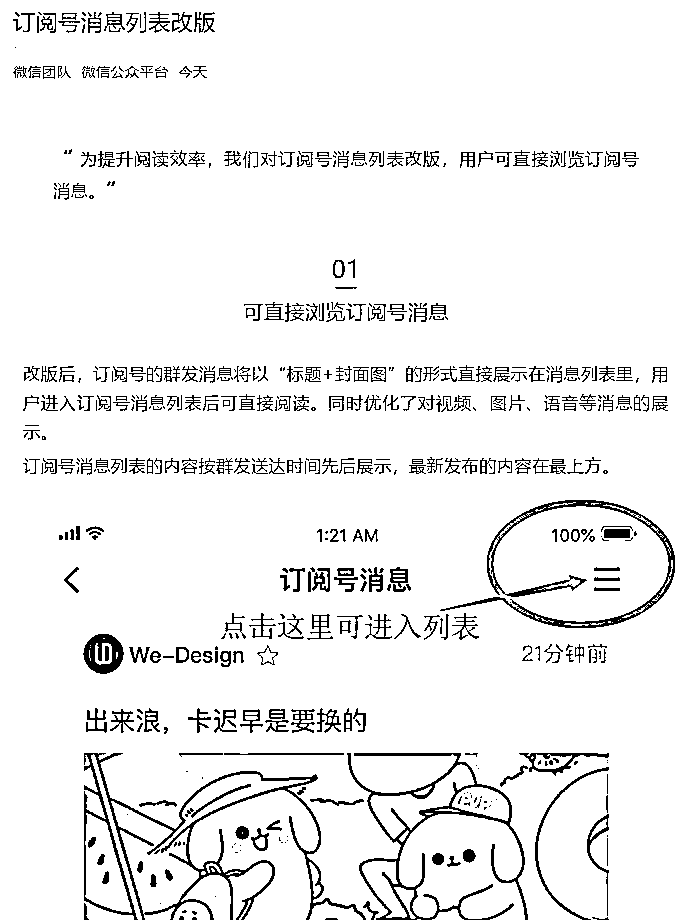 订阅号消息列表改版
微信团队 微信公众平台 今天
“为提升阅读效率，我们对订阅号消息列表改版，用户可直接浏览订阅号
消息。”
01
可直接浏览订阅号消息
改版后，订阅号的群发消息将以“标题+封面图”的形式直接展示在消息列表里，用
户进入订阅号消息列表后可直接阅读。同时优化了对视频、图片、语音等消息的展
示。
订阅号消息列表的内容按群发送达时间先后展示，最新发布的内容在最上方。
1:21 AM 100%
订阅号消息
点击这里可进入列表
We-Design 21分钟前
出来浪，卡迟早是要换的